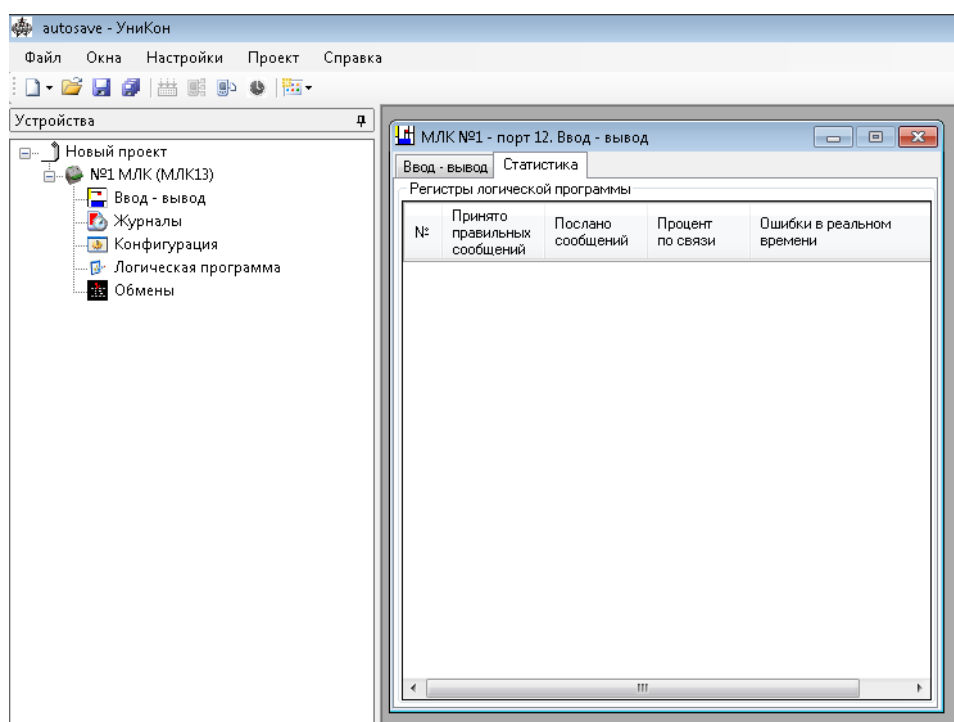 autosave - УниКон
Файл Окна Настройки Проект Справка
Устройства
Новый проект
№1 МЛК (МЛК13)
Ввод - вывод
Журналы
Конфигурация
Логическая программа
Обмены
МЛК №1 - порт 12. Ввод - вывод
Ввод - вывод Статистика
Регистры логической программы
№
Принято
правильных
сообщений
Послано
сообщений
Процент
по связи
Ошибки в реальном
времени